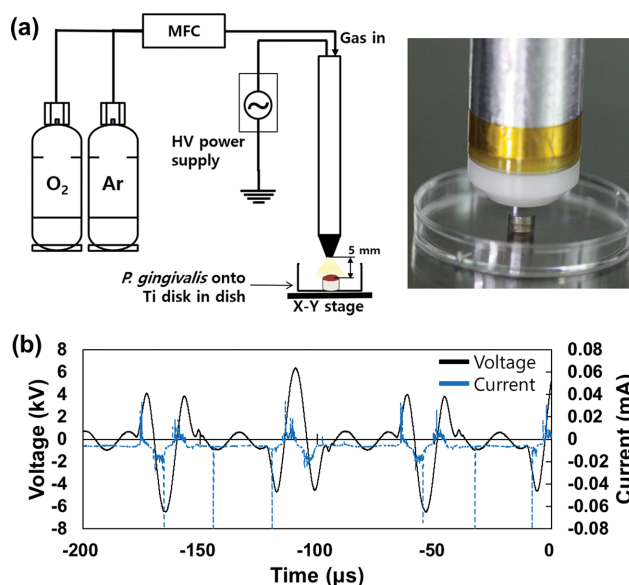 (a)
MFC
Gas in
O₂
Ar
HV power
supply
5 mm
P. gingivalis onto
Ti disk in dish
X-Y stage
(b)
Voltage
Current
8
6
4
2
0
-2
-4
-6
-8
Voltage (kV)
0.08
0.06
0.04
0.02
0
-0.02
-0.04
-0.06
-0.08
Current (mA)
-200
-150
-100
-50
0
Time (µs)